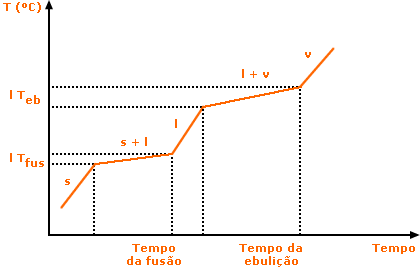 T (ºC)
v
l + v
I Teb
l
s + l
I Tfus
s
Tempo da fusão
Tempo da ebulição
Tempo